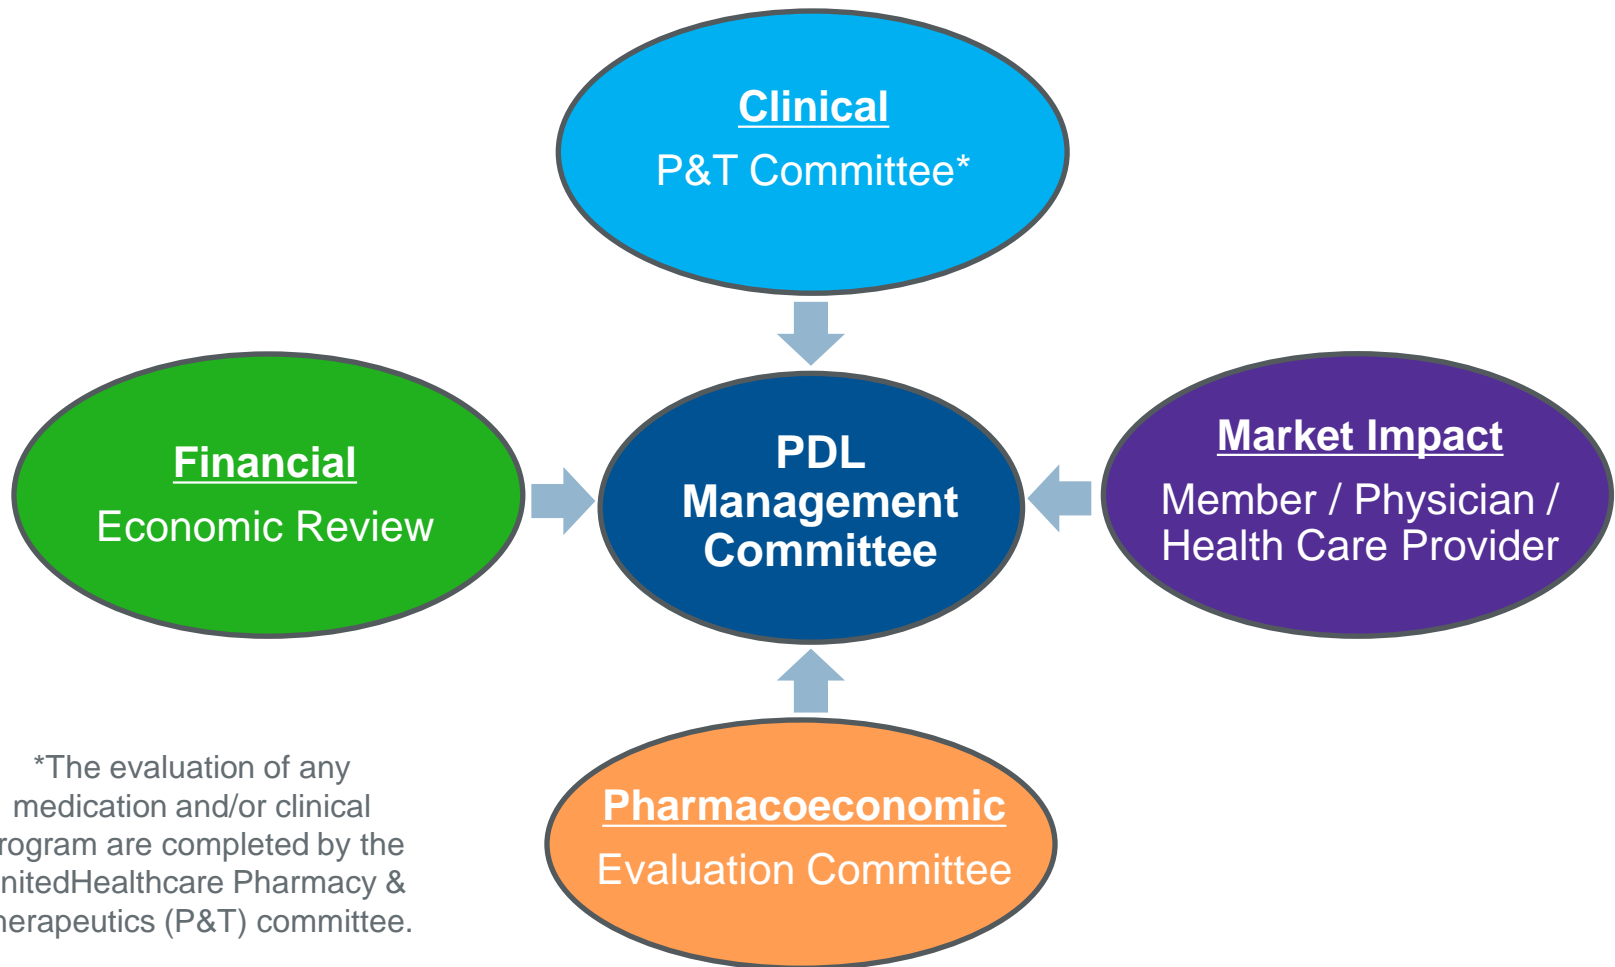 Clinical
P&T Committee*
Financial
Economic Review
PDL
Management
Committee
Market Impact
Member / Physician /
Health Care Provider
Pharmacoeconomic
Evaluation Committee
*The evaluation of any
medication and/or clinical
rogram are completed by the
nitedHealthcare Pharmacy &
herapeutics (P&T) committee.